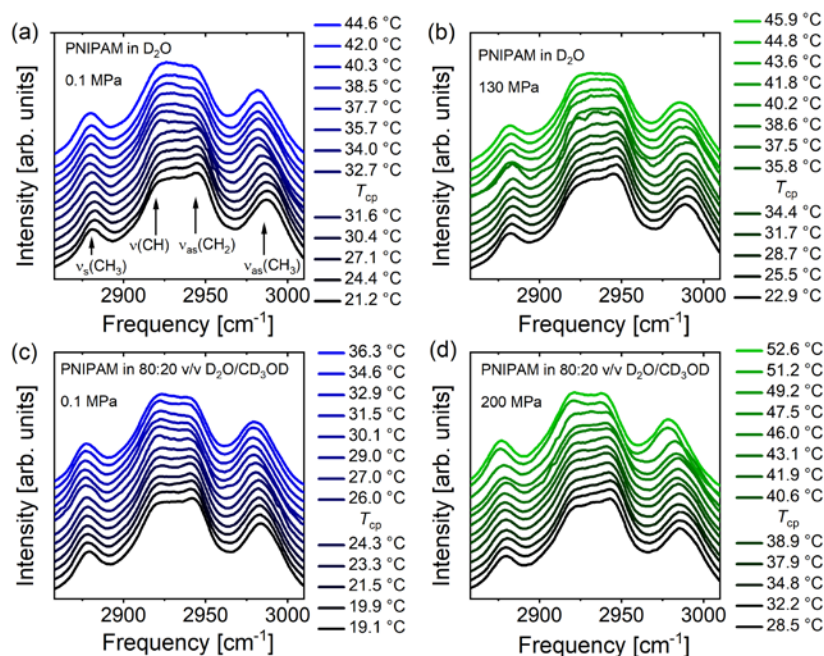 (a)
PNIPAM in D₂O
0.1 MPa
νs(CH₃)
ν(CH)
νas(CH₂)
νas(CH₃)
Intensity [arb. units]
2900
2950
3000
Frequency [cm⁻¹]
44.6 °C
42.0 °C
40.3 °C
38.5 °C
37.7 °C
35.7 °C
34.0 °C
32.7 °C
Tcp
31.6 °C
30.4 °C
27.1 °C
24.4 °C
21.2 °C
(b)
PNIPAM in D₂O
130 MPa
Intensity [arb. units]
2900
2950
3000
Frequency [cm⁻¹]
45.9 °C
44.8 °C
43.6 °C
41.8 °C
40.2 °C
38.6 °C
37.5 °C
35.8 °C
Tcp
34.4 °C
31.7 °C
28.7 °C
25.5 °C
22.9 °C
(c)
PNIPAM in 80:20 v/v D₂O/CD₃OD
0.1 MPa
Intensity [arb. units]
2900
2950
3000
Frequency [cm⁻¹]
36.3 °C
34.6 °C
32.9 °C
31.5 °C
30.1 °C
29.0 °C
27.0 °C
26.0 °C
Tcp
24.3 °C
23.3 °C
21.5 °C
19.9 °C
19.1 °C
(d)
PNIPAM in 80:20 v/v D₂O/CD₃OD
200 MPa
Intensity [arb. units]
2900
2950
3000
Frequency [cm⁻¹]
52.6 °C
51.2 °C
49.2 °C
47.5 °C
46.0 °C
43.1 °C
41.9 °C
40.6 °C
Tcp
38.9 °C
37.9 °C
34.8 °C
32.2 °C
28.5 °C